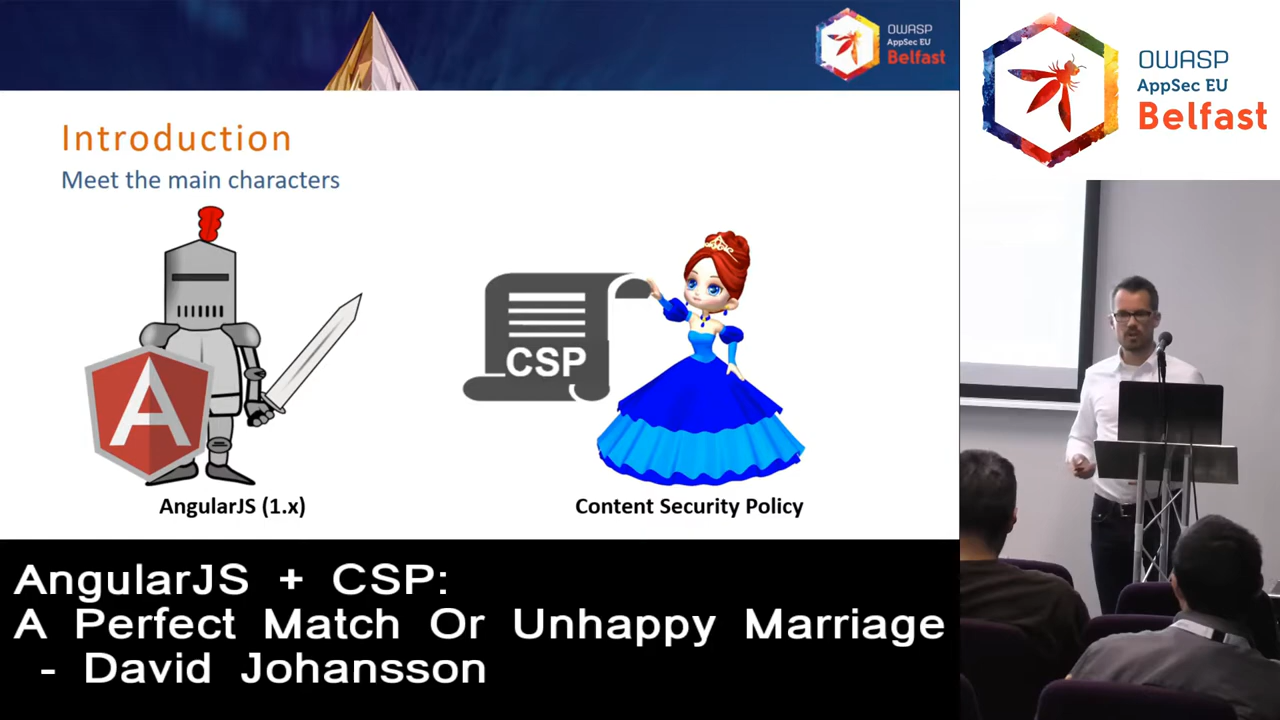 OWASP
AppSec EU
Belfast
OWASP
AppSec EU
Belfast
Introduction
Meet the main characters
A
CSP
AngularJS (1.x)
Content Security Policy
AngularJS + CSP:
A Perfect Match Or Unhappy Marriage
- David Johansson